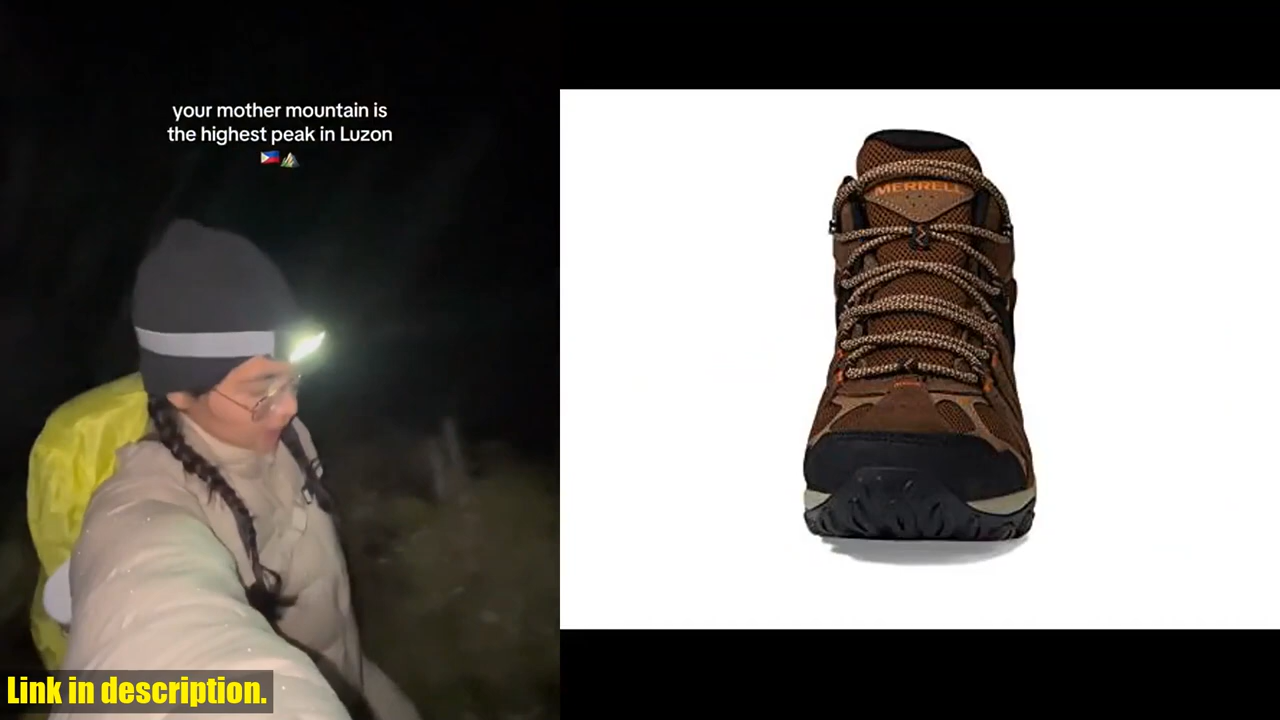 your mother mountain is
the highest peak in Luzon
🇵🇭⛰️
MERRELL
Link in description.